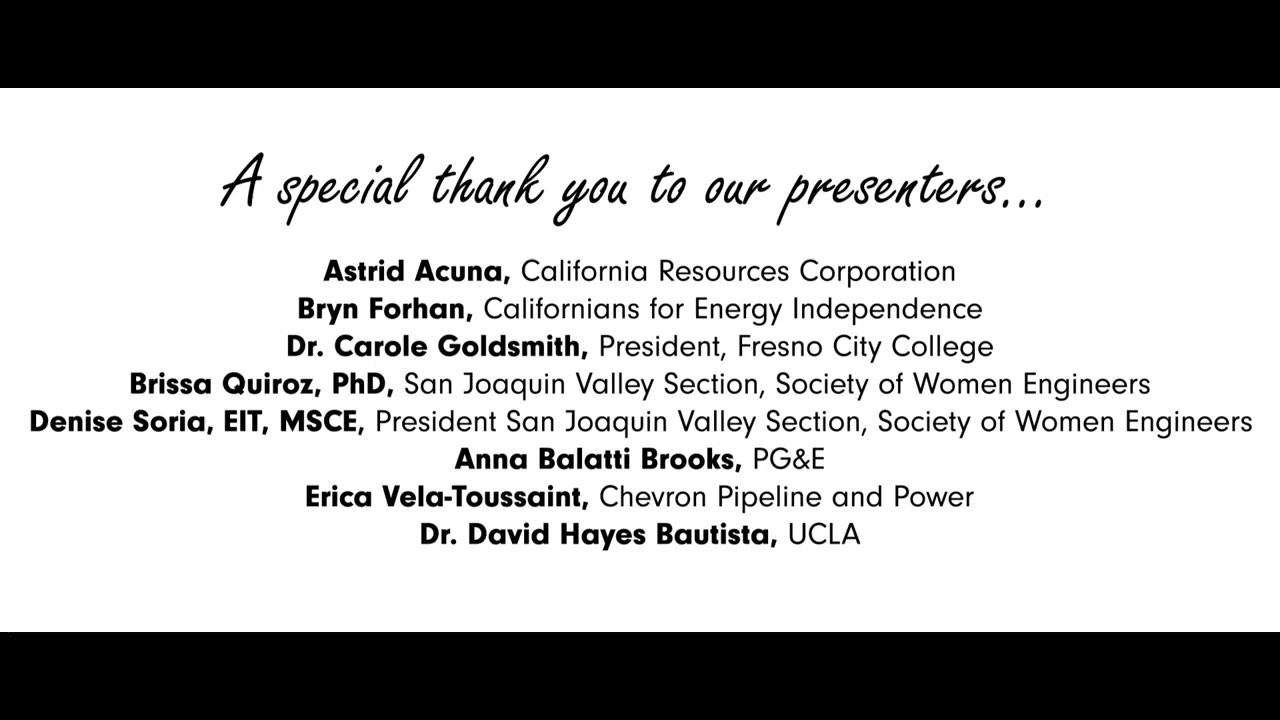 A special thank you to our presenters...
Astrid Acuna, California Resources Corporation
Bryn Forhan, Californians for Energy Independence
Dr. Carole Goldsmith, President, Fresno City College
Brissa Quiroz, PhD, San Joaquin Valley Section, Society of Women Engineers
Denise Soria, EIT, MSCE, President San Joaquin Valley Section, Society of Women Engineers
Anna Balatti Brooks, PG&E
Erica Vela-Toussaint, Chevron Pipeline and Power
Dr. David Hayes Bautista, UCLA